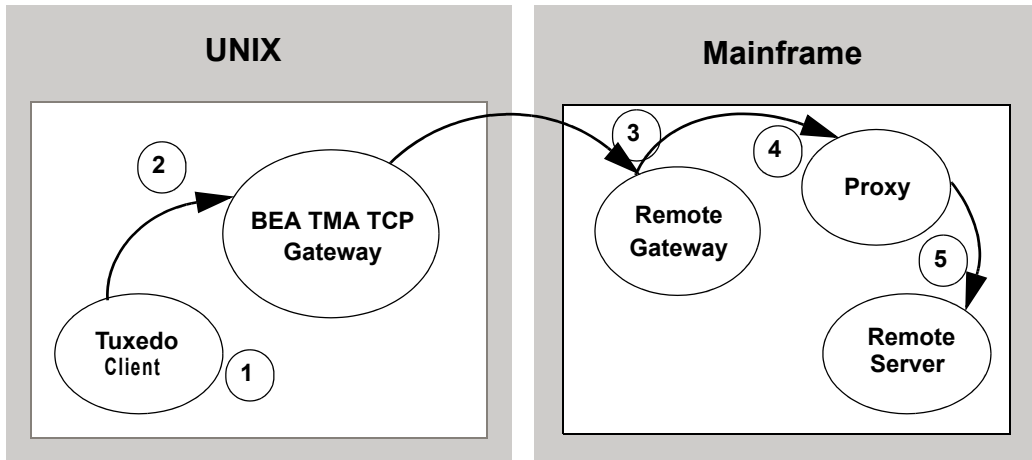 UNIX
Mainframe
2
BEA TMA TCP
Gateway
Tuxedo
Client
1
3
4
Remote
Gateway
Proxy
5
Remote
Server